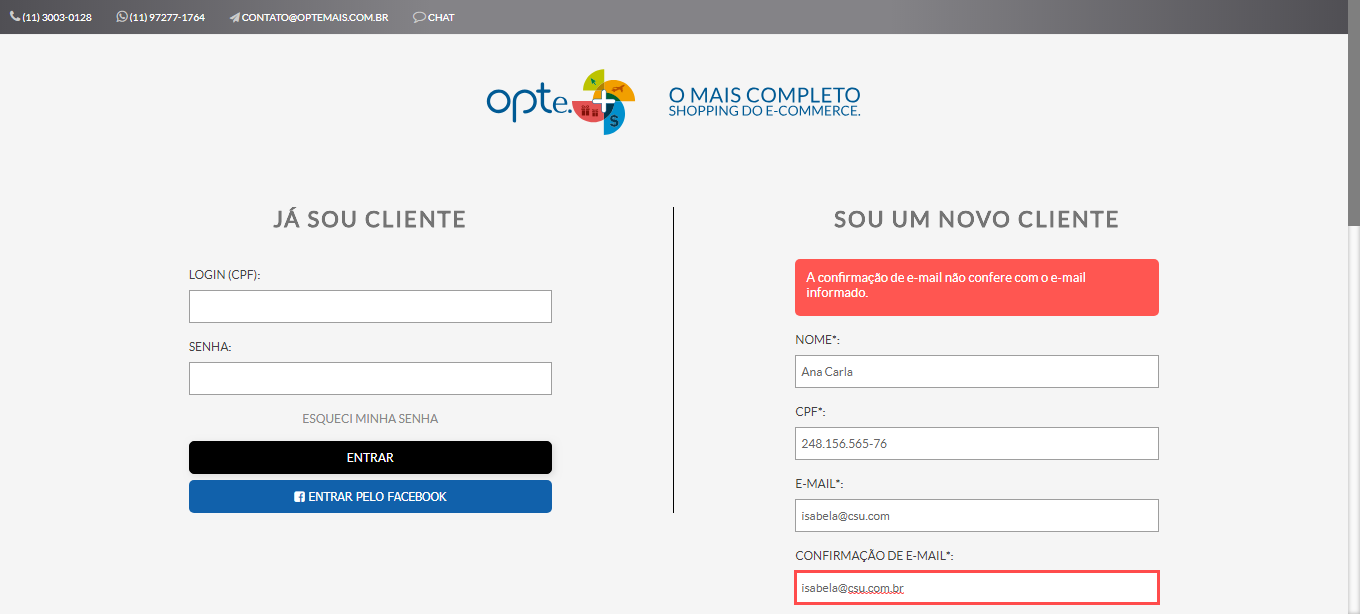 (11) 3003-0128 (11) 97277-1764 CONTATO@OPTEMAIS.COM.BR CHAT
opte.+ O MAIS COMPLETO
SHOPPING DO E-COMMERCE.
$
JÁ SOU CLIENTE
LOGIN (CPF):
SENHA:
ESQUECI MINHA SENHA
ENTRAR
ENTRAR PELO FACEBOOK
SOU UM NOVO CLIENTE
A confirmação de e-mail não confere com o e-mail
informado.
NOME*:
Ana Carla
CPF*:
248.156.565-76
E-MAIL*:
isabela@csu.com
CONFIRMAÇÃO DE E-MAIL*:
isabela@csu.com.br